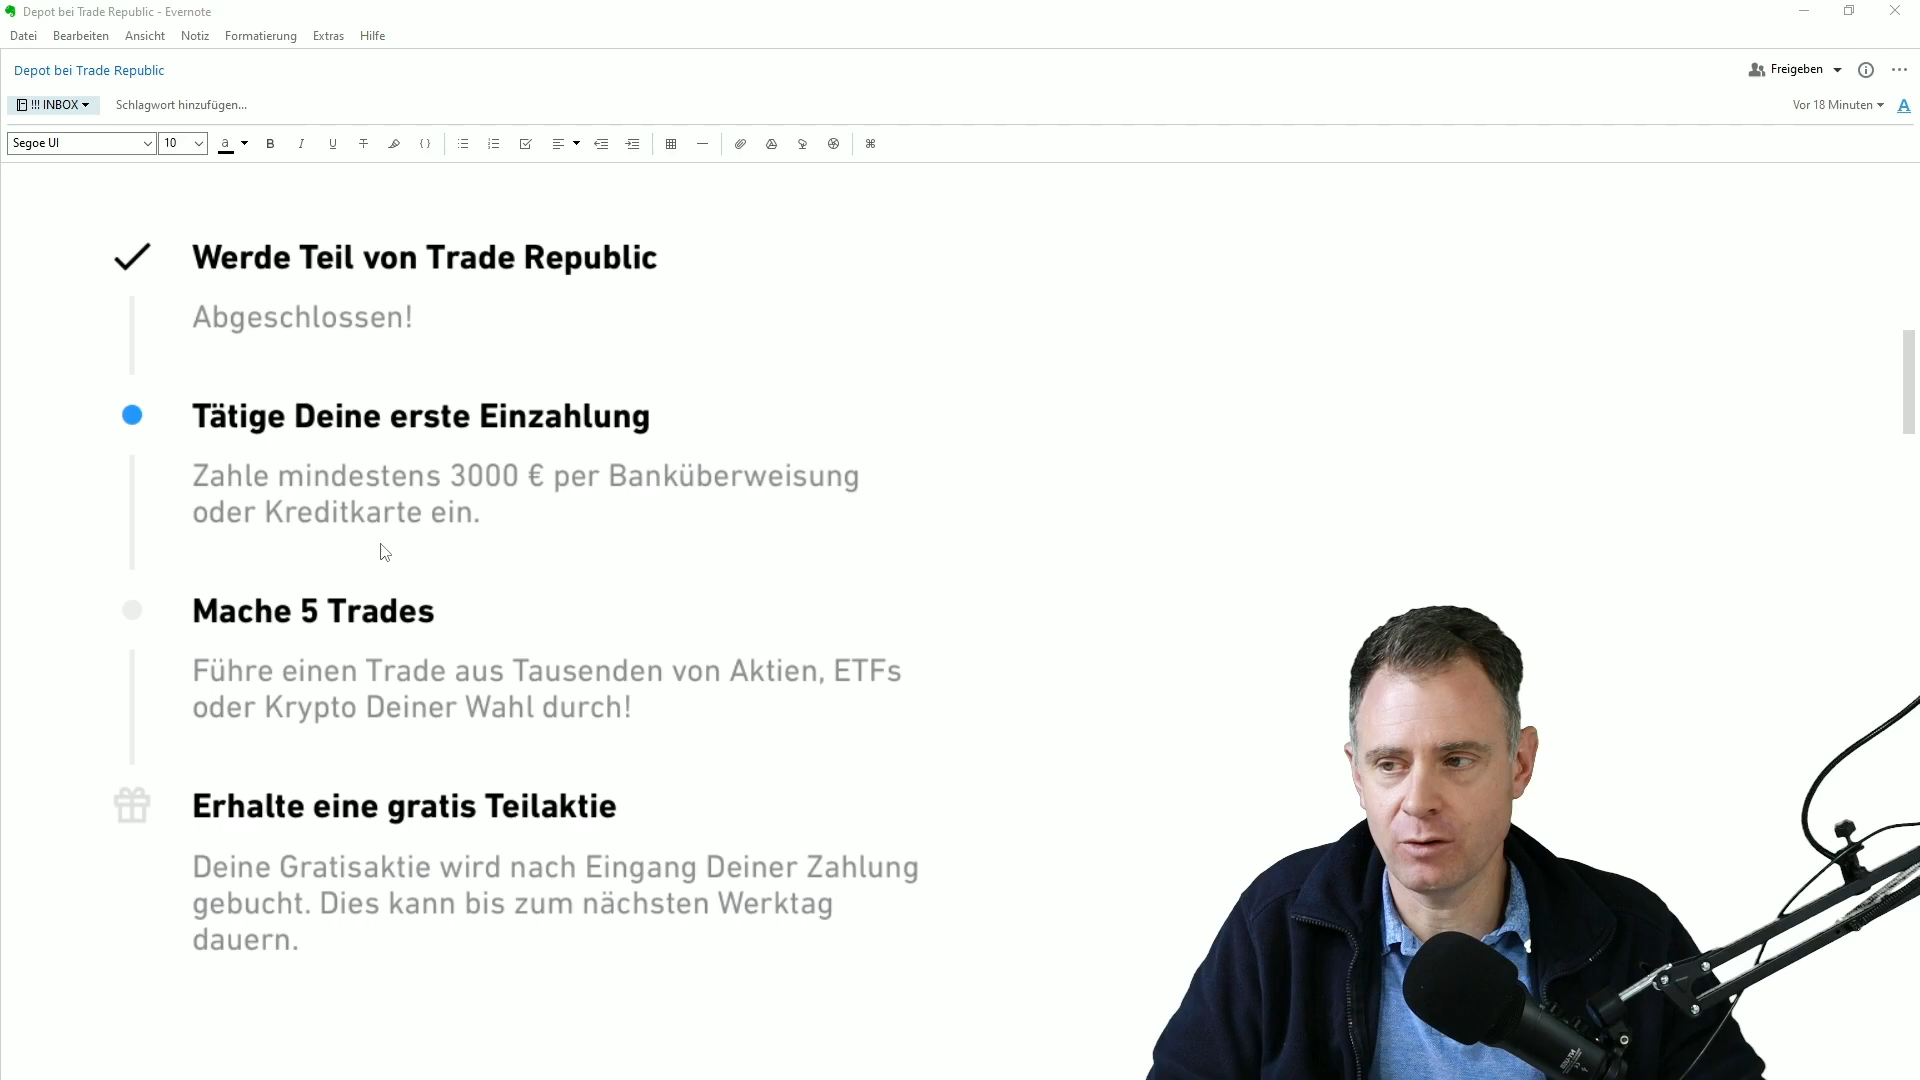 Depot bei Trade Republic - Evernote
Datei Bearbeiten Ansicht Notiz Formatierung Extras Hilfe
Depot bei Trade Republic
Freigeben
!!! INBOX
Schlagwort hinzufügen...
Vor 18 Minuten
A
Segoe UI 10 a B I U T {}
Werde Teil von Trade Republic
Abgeschlossen!
Tätige Deine erste Einzahlung
Zahle mindestens 3000 € per Banküberweisung
oder Kreditkarte ein.
Mache 5 Trades
Führe einen Trade aus Tausenden von Aktien, ETFs
oder Krypto Deiner Wahl durch!
Erhalte eine gratis Teilaktie
Deine Gratisaktie wird nach Eingang Deiner Zahlung
gebucht. Dies kann bis zum nächsten Werktag
dauern.